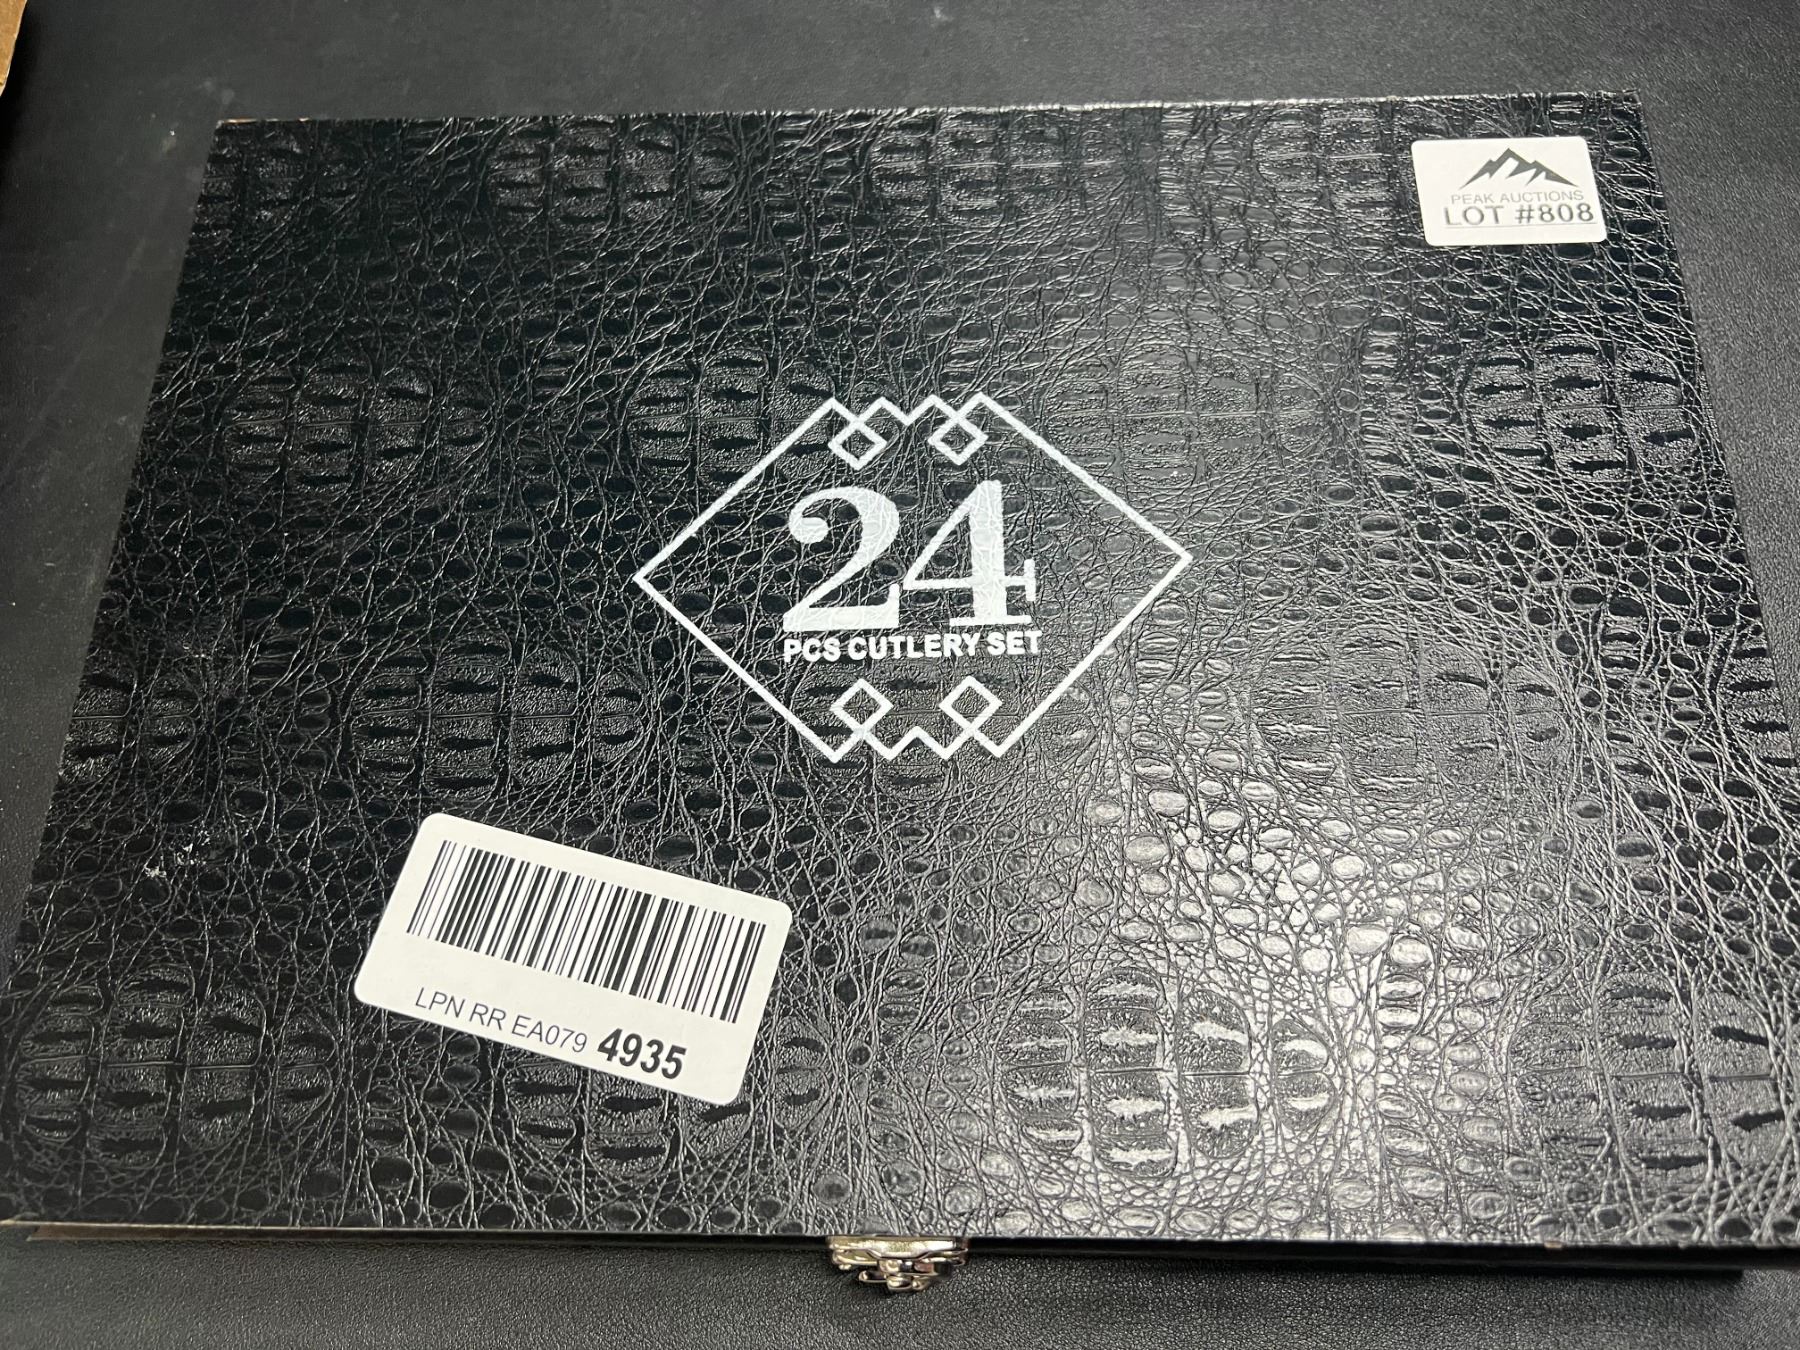 PEAK AUCTIONS
LOT #808
24
PCS CUTLERY SET
LPN RR EA079 4935